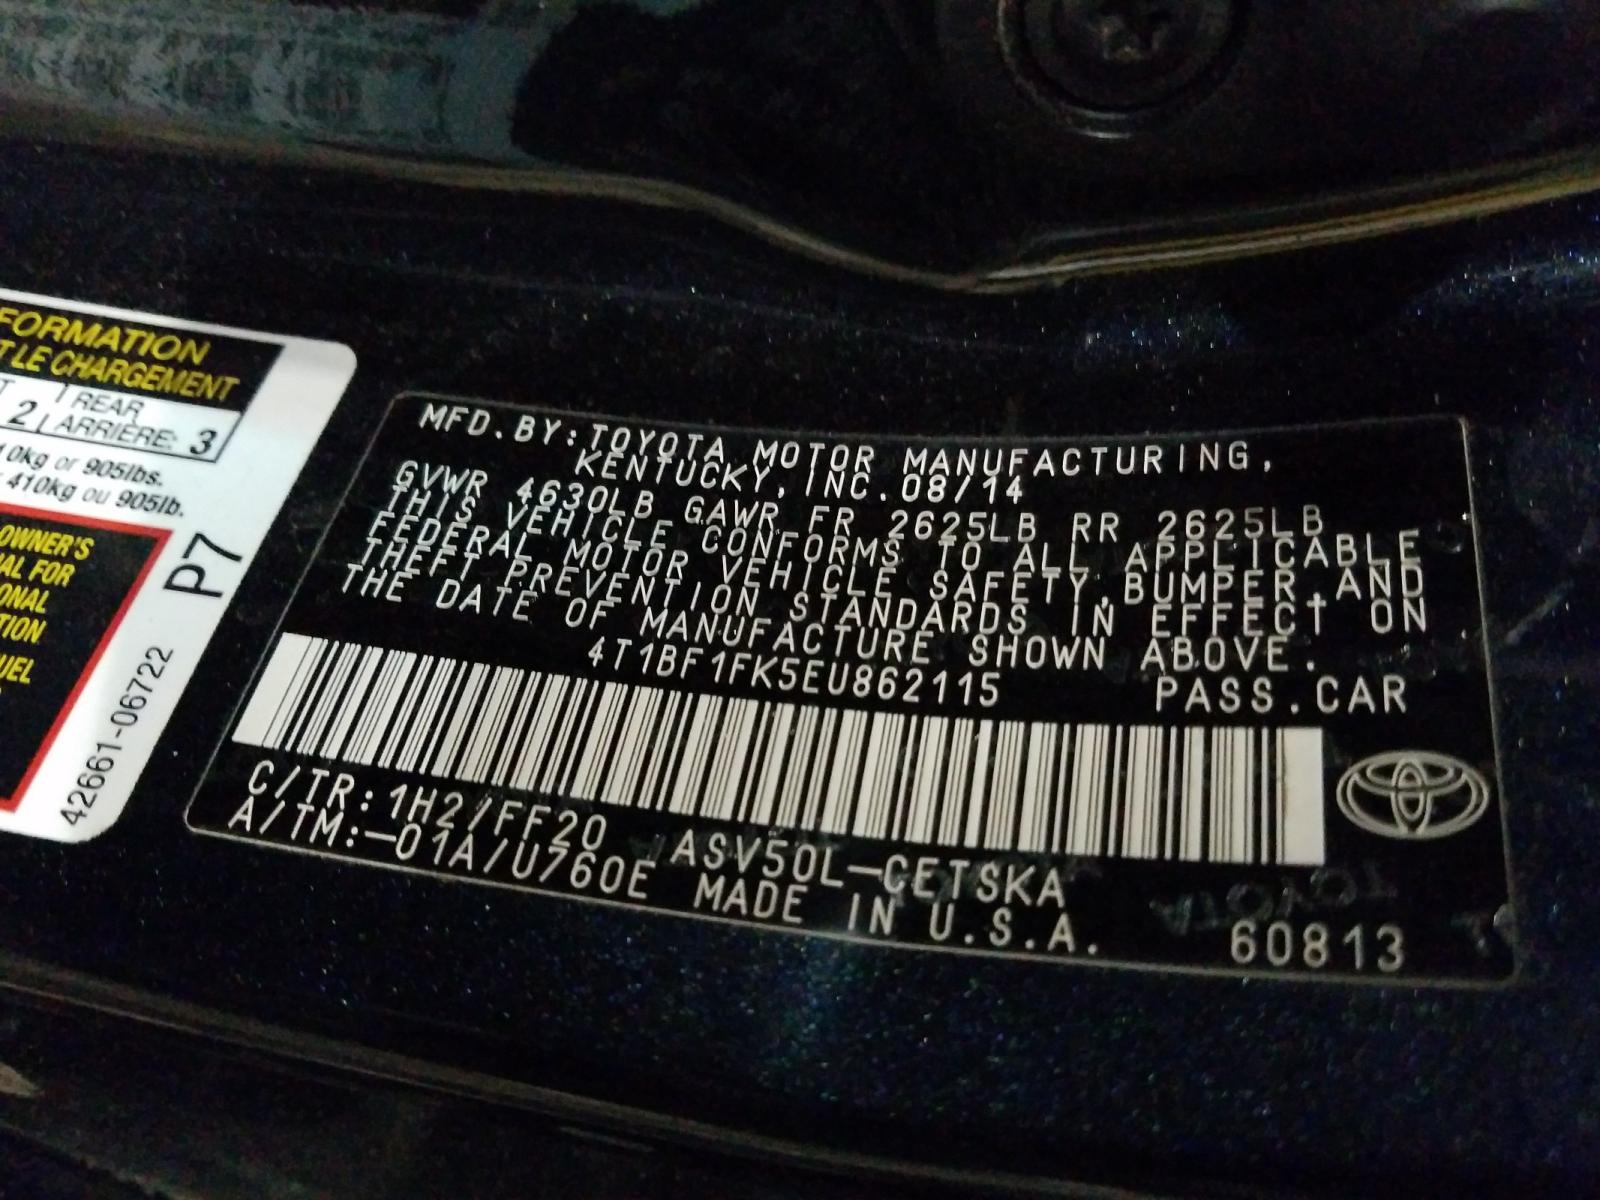 FORMATION
T LE CHARGEMENT
2 REAR
ARRIÈRE: 3
10kg or 905lbs.
410kg ou 905lb.
OWNER'S
AL FOR
ONAL
TION
UEL
P7
42661-06722
MFD.BY:TOYOTA MOTOR MANUFACTURING,
KENTUCKY,INC.08/14
GVWR 4630LB GAWR FR 2625LB RR 2625LB
THIS VEHICLE CONFORMS TO ALL APPLICABLE
FEDERAL MOTOR VEHICLE SAFETY,BUMPER,AND
THEFT PREVENTION STANDARDS IN EFFECT ON
THE DATE OF MANUFACTURE SHOWN ABOVE.
4T1BF1FK5EU862115 PASS.CAR
C/TR:1H2/FF20 ASV50L-CETSKA
A/TM:-01A/U760E MADE IN U.S.A. 60813